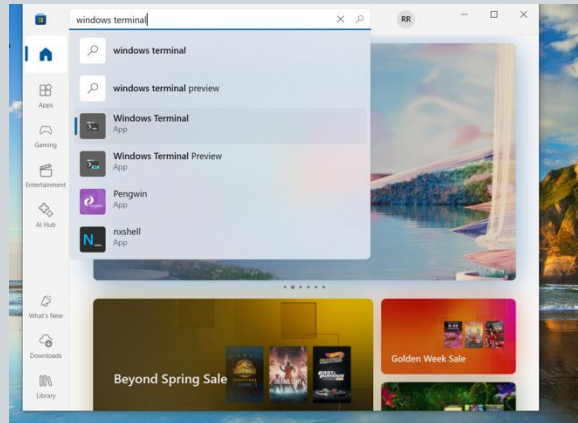 windows terminal
RR
windows terminal
windows terminal preview
Windows Terminal
App
Windows Terminal Preview
App
Pengwin
App
nxshell
App
Apps
Gaming
Entertainment
AI Hub
What's New
Downloads
Library
Beyond Spring Sale
Golden Week Sale